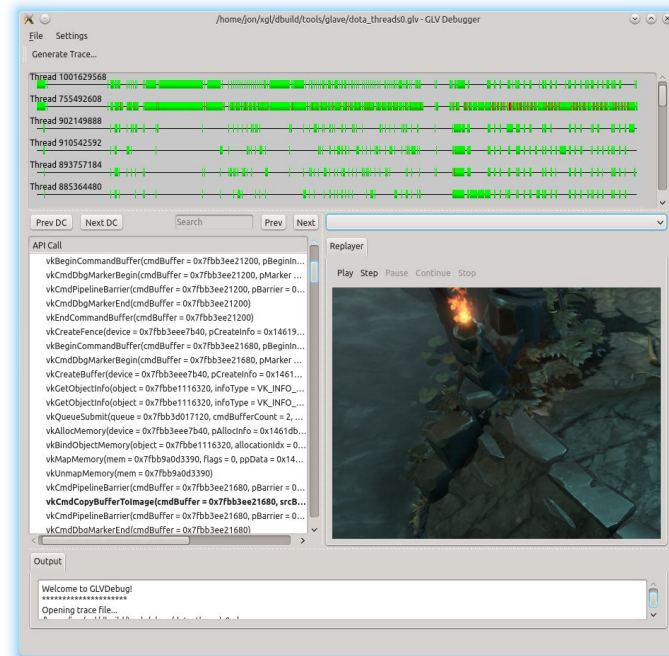 /home/jon/xgl/dbuild/tools/glave/dota_threads0.glv - GLV Debugger
File Settings
Generate Trace...
Thread 1001629568
Thread 755492608
Thread 902149888
Thread 910542592
Thread 893757184
Thread 885364480
Prev DC Next DC Search Prev Next
API Call
vkBeginCommandBuffer(cmdBuffer = 0x7fbb3ee21200, pBeginIn...
vkCmdDbgMarkerBegin(cmdBuffer = 0x7fbb3ee21200, pMarker ...
vkCmdPipelineBarrier(cmdBuffer = 0x7fbb3ee21200, pBarrier = 0...
vkCmdDbgMarkerEnd(cmdBuffer = 0x7fbb3ee21200)
vkEndCommandBuffer(cmdBuffer = 0x7fbb3ee21200)
vkCreateFence(device = 0x7fbb3eee7b40, pCreateInfo = 0x14619...
vkBeginCommandBuffer(cmdBuffer = 0x7fbb3ee21680, pBeginIn...
vkCmdDbgMarkerBegin(cmdBuffer = 0x7fbb3ee21680, pMarker ...
vkCreateBuffer(device = 0x7fbb3eee7b40, pCreateInfo = 0x1461...
vkGetObjectInfo(object = 0x7fbbe1116320, infoType = VK_INFO_...
vkGetObjectInfo(object = 0x7fbbe1116320, infoType = VK_INFO_...
vkQueueSubmit(queue = 0x7fbb3d017120, cmdBufferCount = 2, ...
vkAllocMemory(device = 0x7fbb3eee7b40, pAllocInfo = 0x1461db...
vkBindObjectMemory(object = 0x7fbbe1116320, allocationIdx = 0...
vkMapMemory(mem = 0x7fbb9a0d3390, flags = 0, ppData = 0x14...
vkUnmapMemory(mem = 0x7fbb9a0d3390)
vkCmdPipelineBarrier(cmdBuffer = 0x7fbb3ee21680, pBarrier = 0...
vkCmdCopyBufferToImage(cmdBuffer = 0x7fbb3ee21680, srcB...
vkCmdPipelineBarrier(cmdBuffer = 0x7fbb3ee21680, pBarrier = 0...
vkCmdDbgMarkerEnd(cmdBuffer = 0x7fbb3ee21680)
Replayer
Play Step Pause Continue Stop
Output
Welcome to GLVDebug!
*********************
Opening trace file...